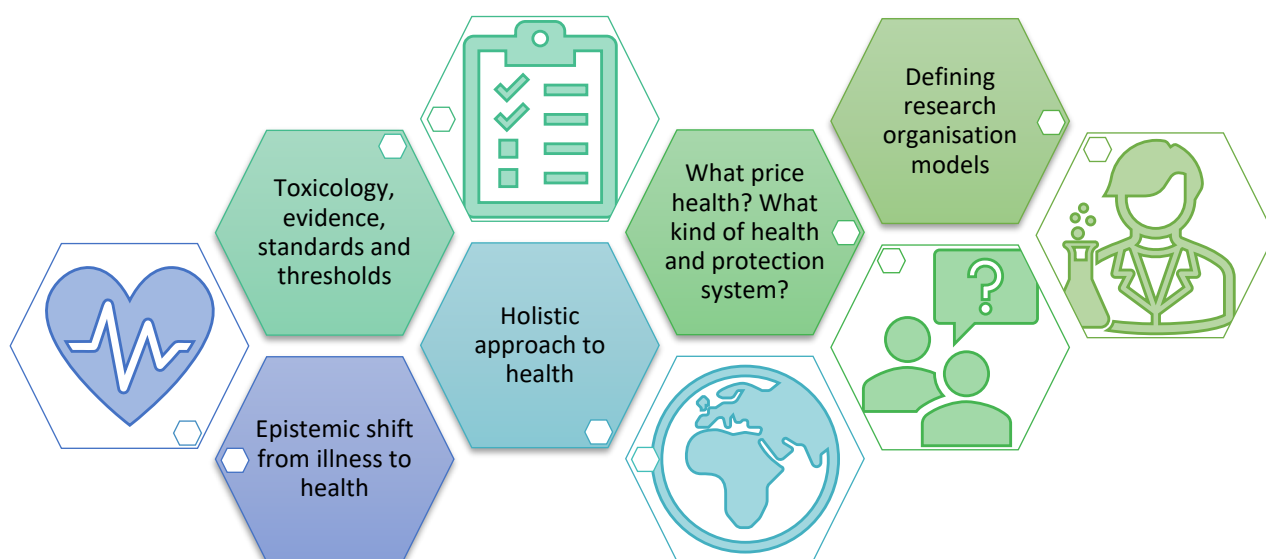 Toxicology,
evidence,
standards and
thresholds
Epistemic shift
from illness to
health
Holistic
approach to
health
What price
health? What
kind of health
and protection
system?
Defining
research
organisation
models
?